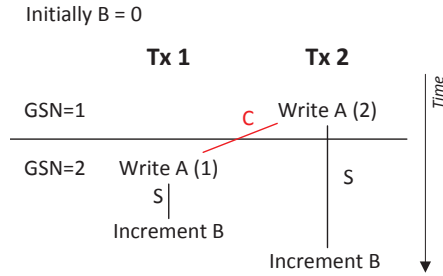 Initially B = 0
Tx 1 Tx 2
Time
GSN=1 C Write A (2)
GSN=2 Write A (1)
S S
Increment B
Increment B